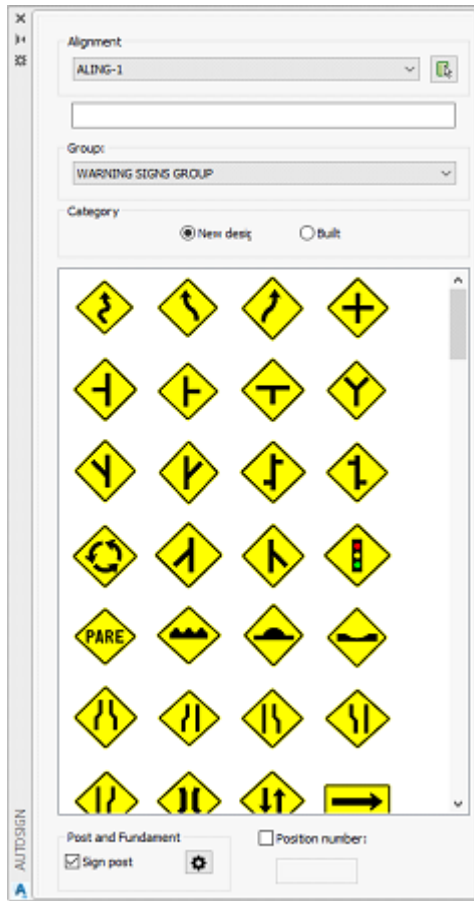 Alignment
ALING-1
Group:
WARNING SIGNS GROUP
Category
New desig
Built
PARE
Post and Fundament
Sign post
Position number:
AUTOSIGN